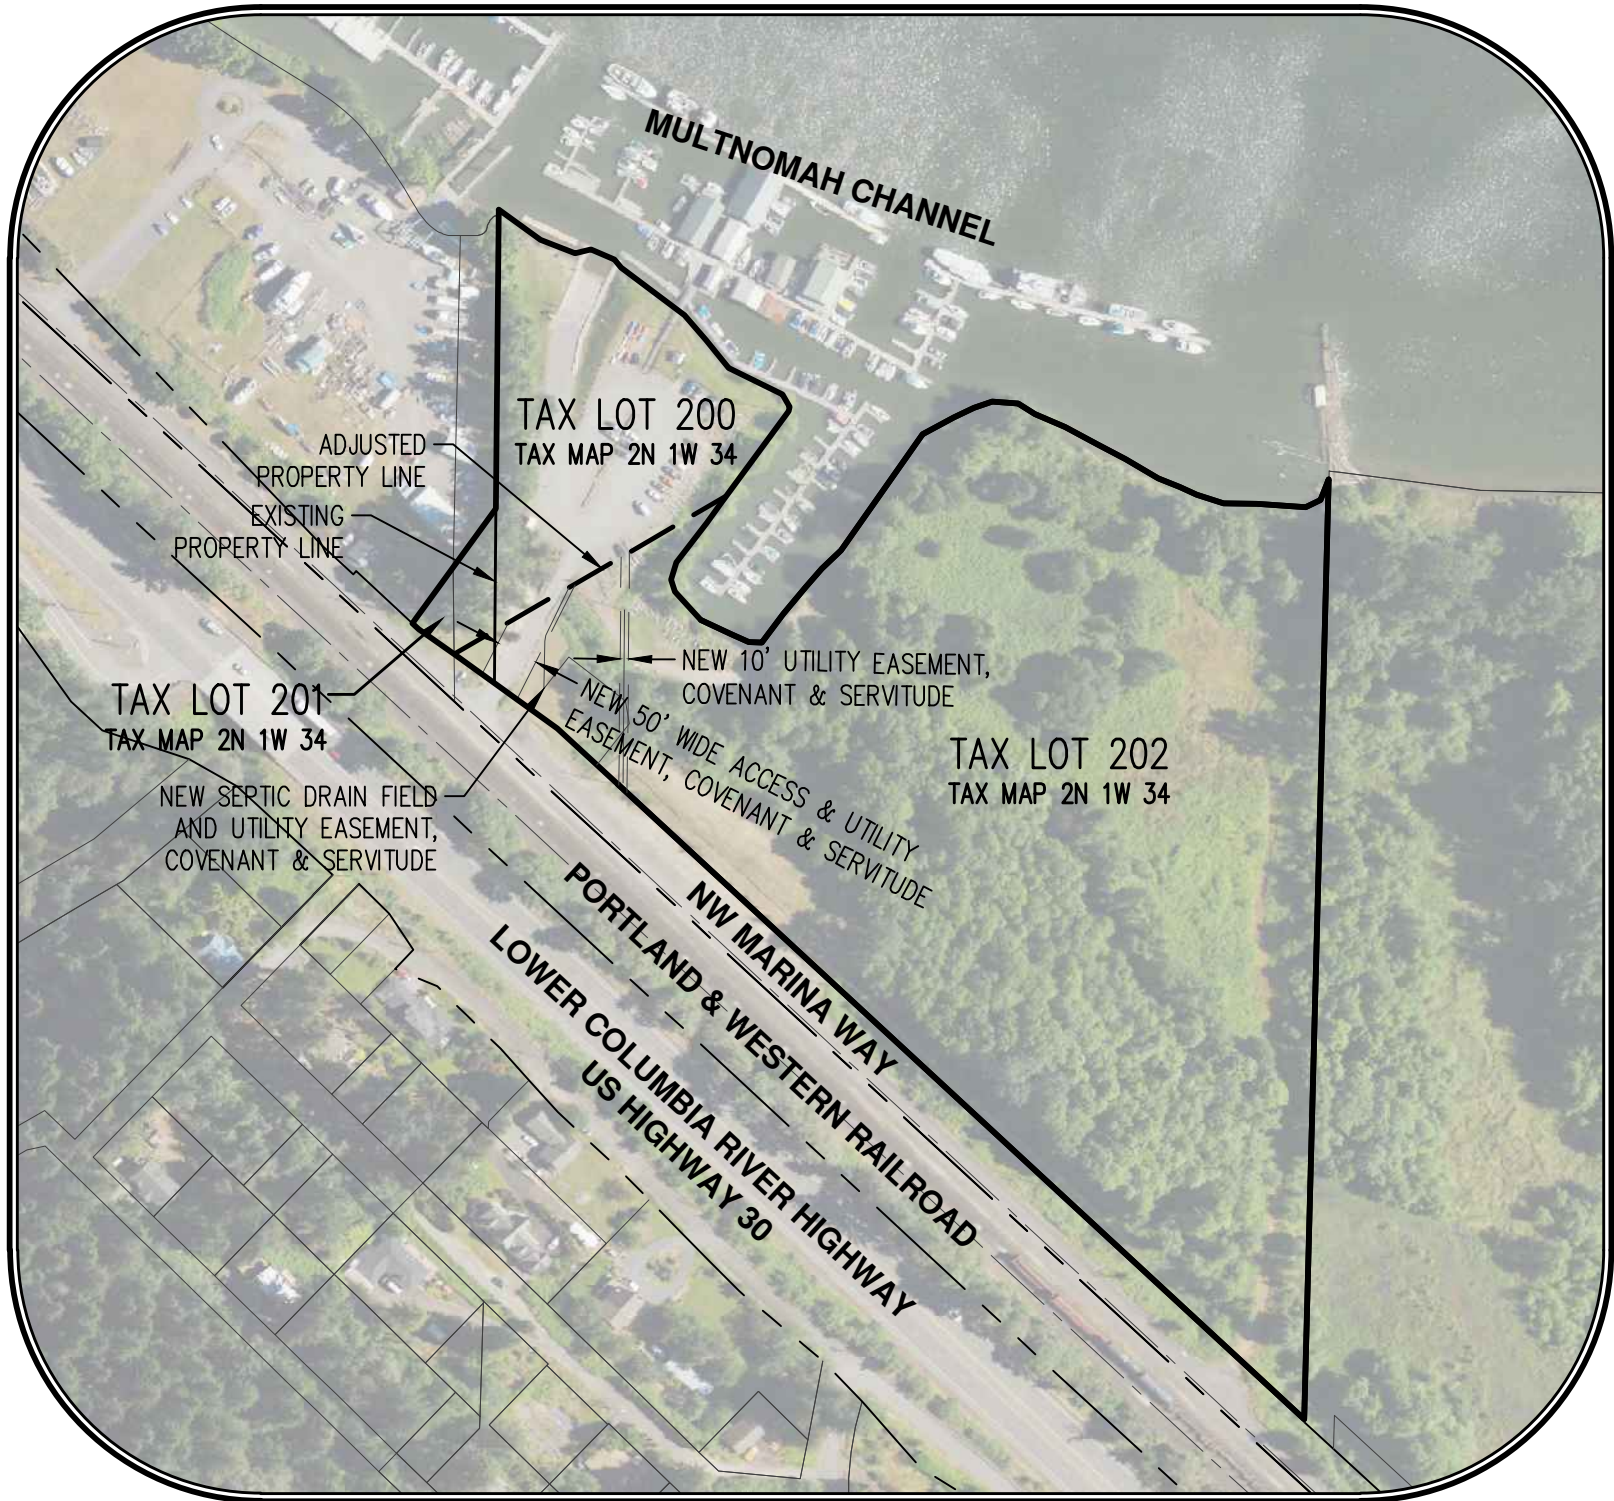 MULTNOMAH CHANNEL
TAX LOT 200
TAX MAP 2N 1W 34
ADJUSTED
PROPERTY LINE
EXISTING
PROPERTY LINE
NEW 10' UTILITY EASEMENT,
COVENANT & SERVITUDE
TAX LOT 201
TAX MAP 2N 1W 34
NEW 50' WIDE ACCESS & UTILITY
EASEMENT, COVENANT & SERVITUDE
TAX LOT 202
TAX MAP 2N 1W 34
NEW SEPTIC DRAIN FIELD
AND UTILITY EASEMENT,
COVENANT & SERVITUDE
NW MARINA WAY
PORTLAND & WESTERN RAILROAD
LOWER COLUMBIA RIVER HIGHWAY
US HIGHWAY 30